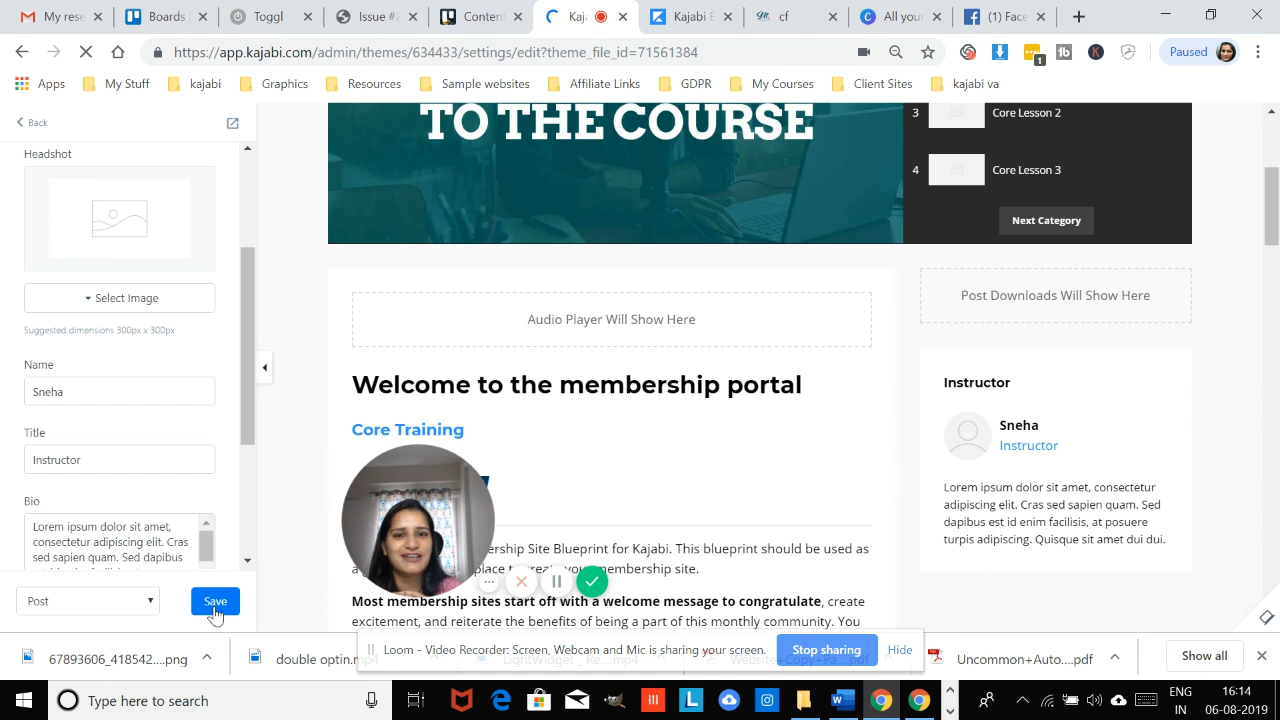 My rese
Boards
Toggl
Issue #2
Content
Kaj
Kajabi E
cf
All your
(1) Face
https://app.kajabi.com/admin/themes/634433/settings/edit?theme_file_id=71561384
1
tb
K
Paused
Apps
My Stuff
kajabi
Graphics
Resources
Sample websites
Affiliate Links
GDPR
My Courses
Client Sites
kajabi va
Back
Headshot
Select Image
Suggested dimensions 300px x 300px
Name
Sneha
Title
Instructor
Bio
Lorem ipsum dolor sit amet,
consectetur adipiscing elit. Cras
sed sapien quam. Sed dapibus
Post
Save
TO THE COURSE
3 Core Lesson 2
4 Core Lesson 3
Next Category
Audio Player Will Show Here
Post Downloads Will Show Here
Welcome to the membership portal
Core Training
Instructor
Sneha
Instructor
Lorem ipsum dolor sit amet, consectetur
adipiscing elit. Cras sed sapien quam. Sed
dapibus est id enim facilisis, at posuere
turpis adipiscing. Quisque sit amet dui dui.
ership Site Blueprint for Kajabi. This blueprint should be used as
membership site.
Most membership sites start off with a welcome message to congratulate, create
excitement, and reiterate the benefits of being a part of this monthly community. You
Loom - Video Recorder: Screen, Webcam and Mic is sharing your screen.
Stop sharing
Hide
67893606_418542...png
double optin.m
Uncommon+Auto....pdf
Show all
Type here to search
ENG
IN
16:14
06-08-2019